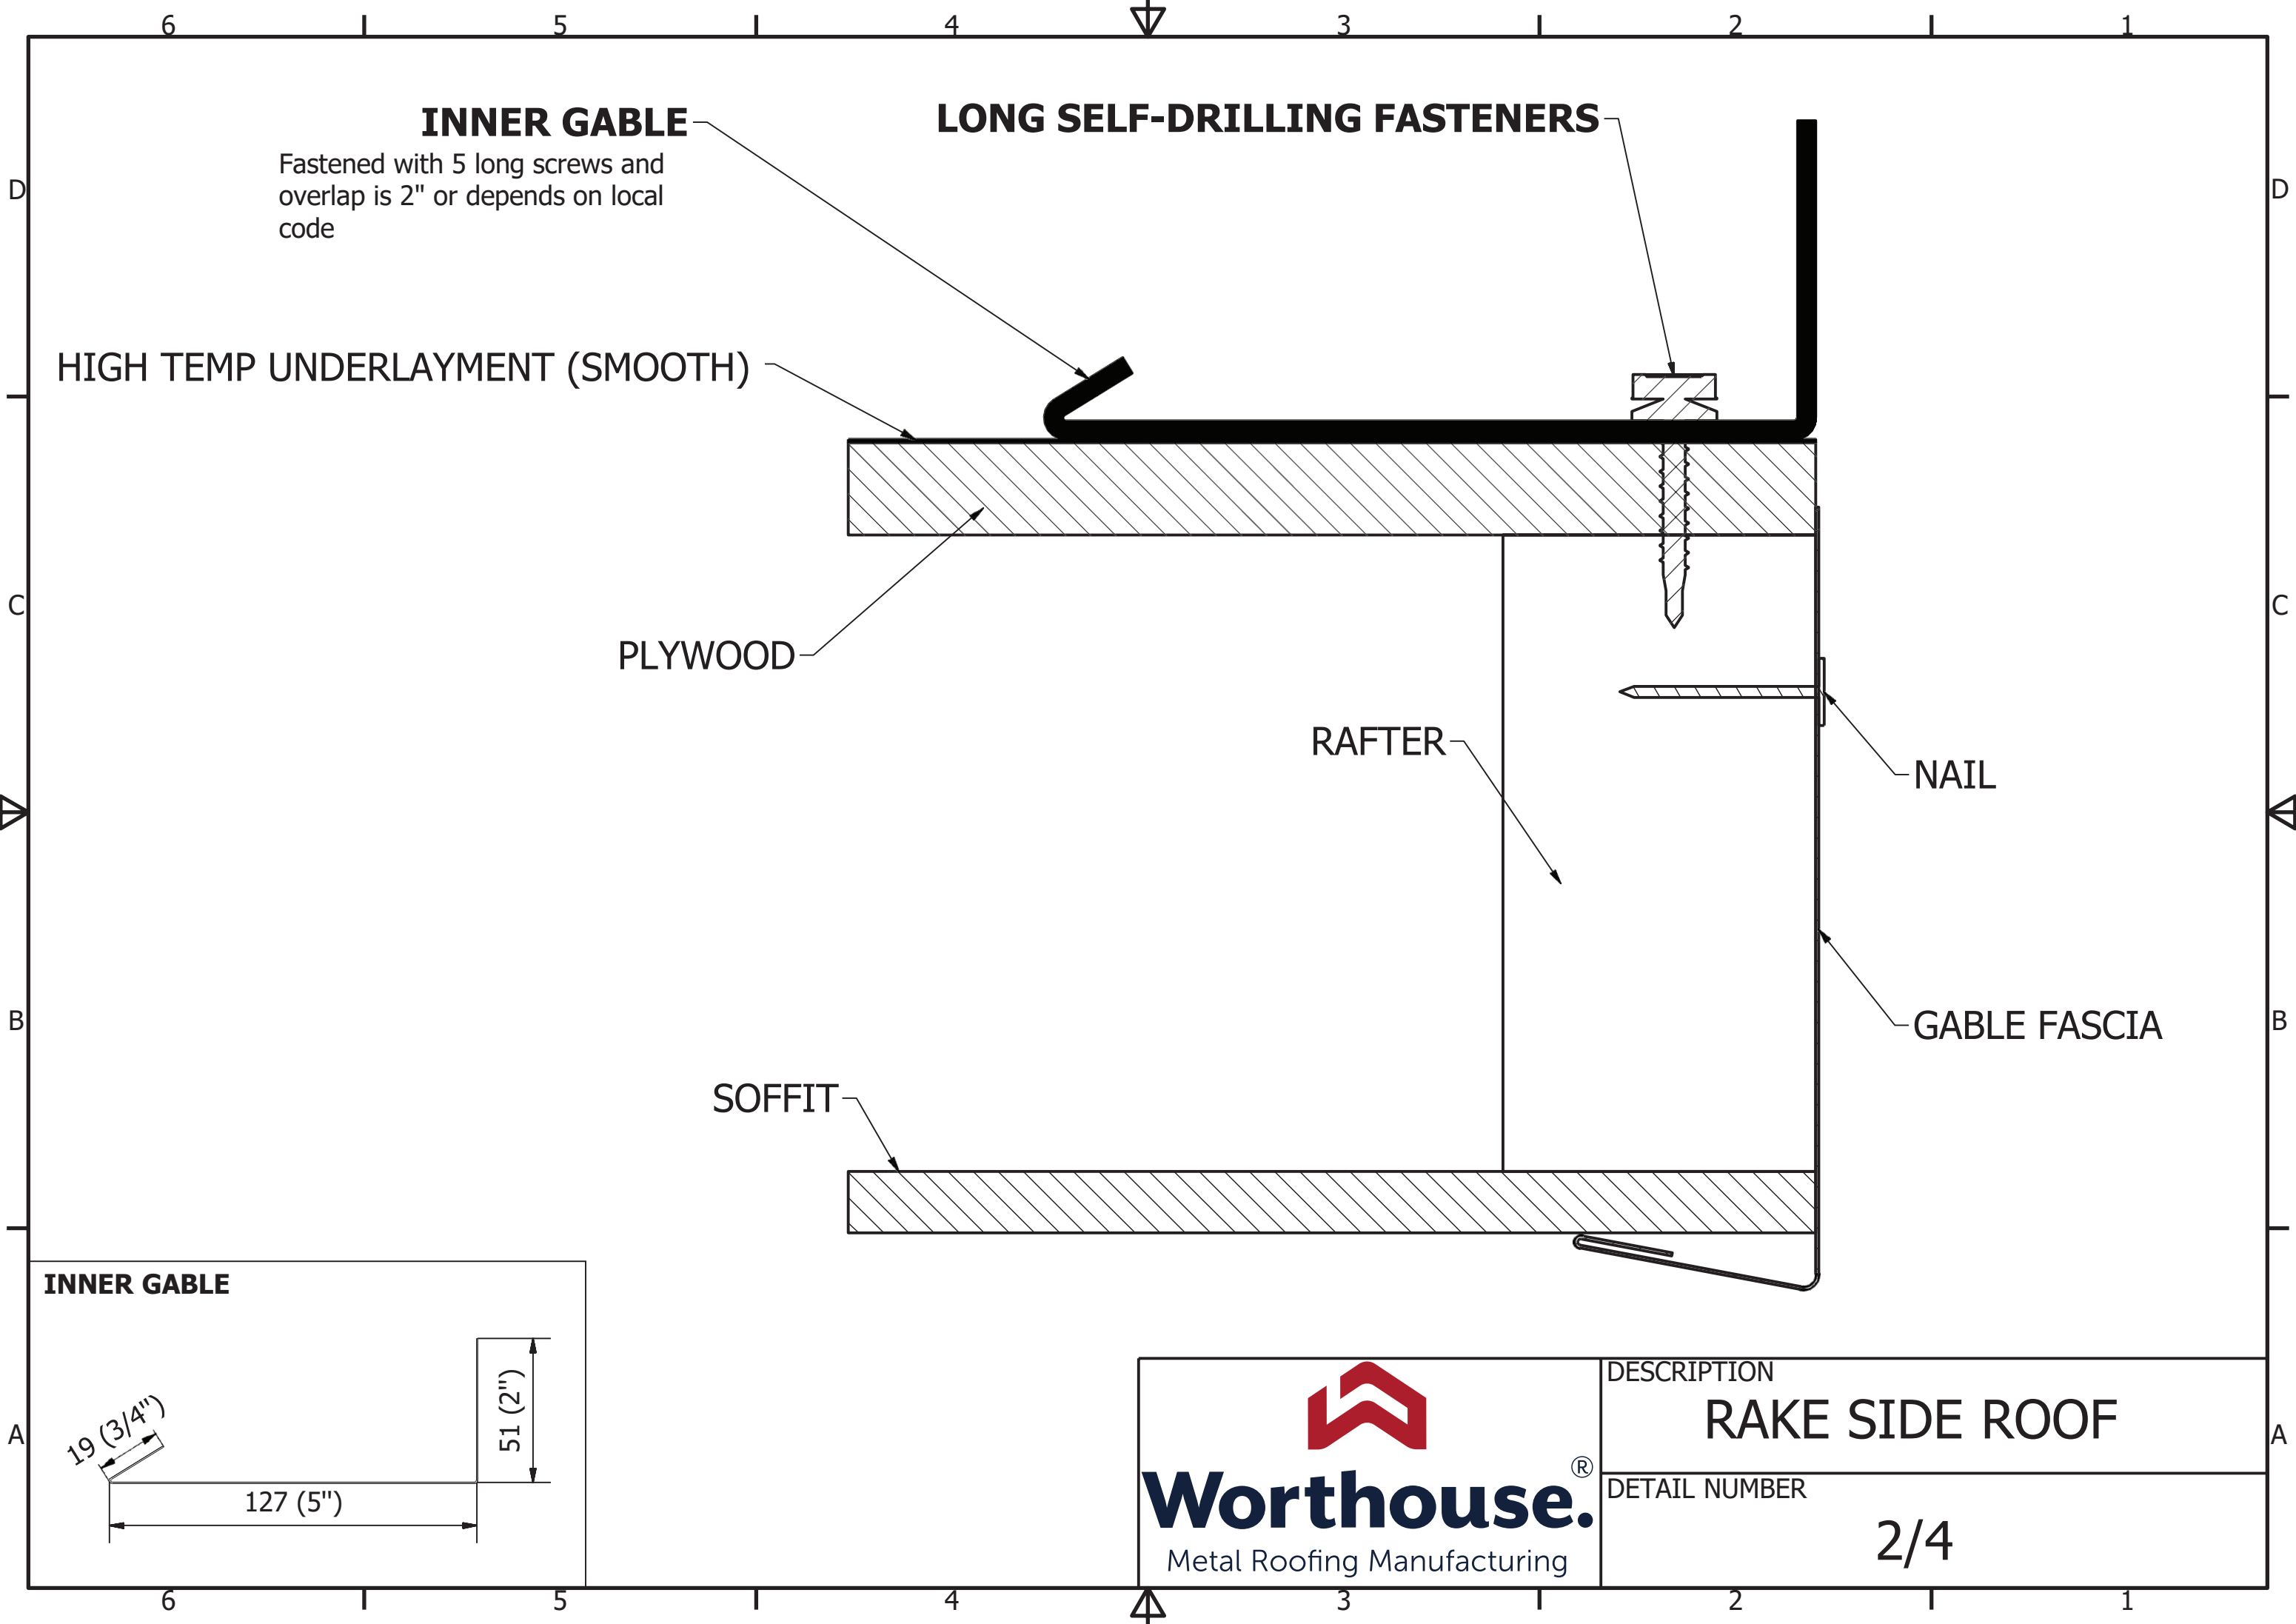 6 5 4 3 2 1
INNER GABLE
Fastened with 5 long screws and
overlap is 2" or depends on local
code
LONG SELF-DRILLING FASTENERS
D D
HIGH TEMP UNDERLAYMENT (SMOOTH)
C C
PLYWOOD
RAFTER
NAIL
B B
GABLE FASCIA
SOFFIT
INNER GABLE
19 (3/4")
51 (2")
127 (5")
A A
Worthouse.®
Metal Roofing Manufacturing
DESCRIPTION
RAKE SIDE ROOF
DETAIL NUMBER
2/4
6 5 4 3 2 1